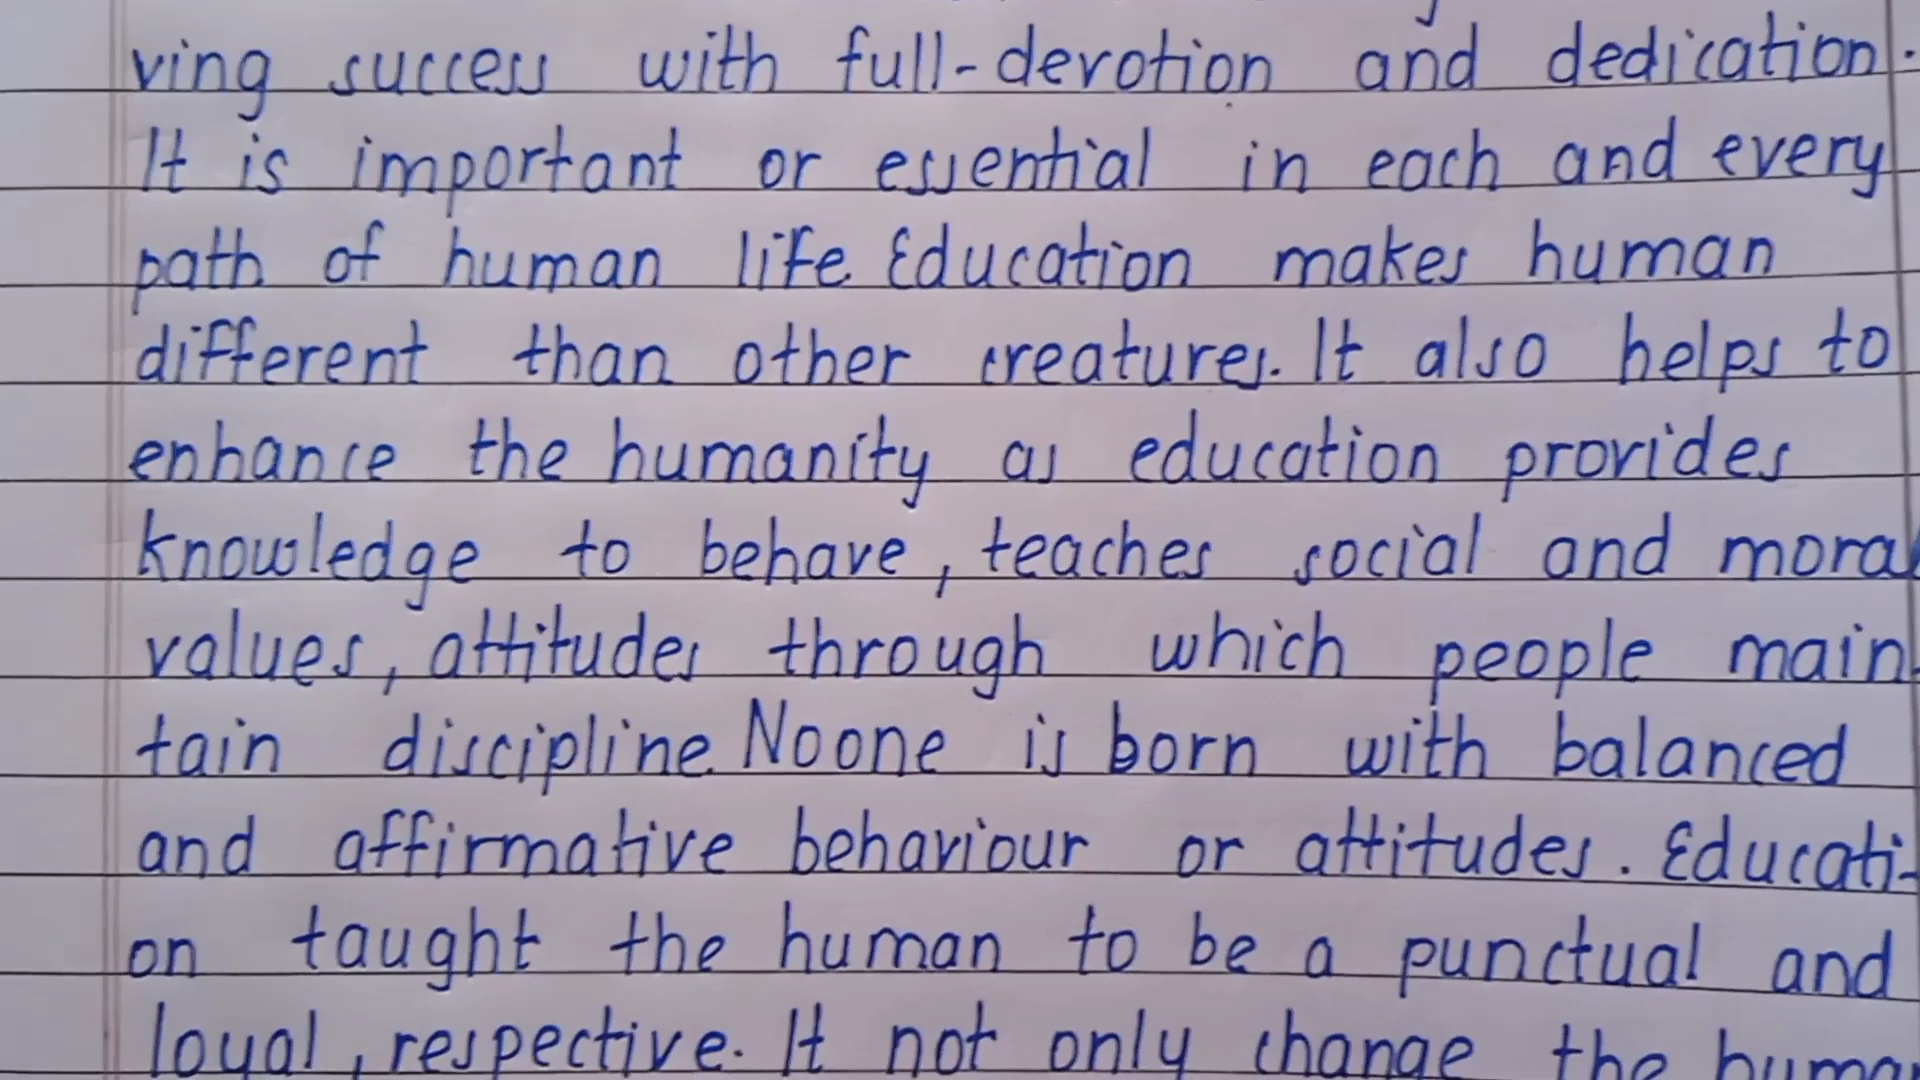 ving success with full-devotion and dedication.
It is important or essential in each and every
path of human life. Education makes human
different than other creatures. It also helps to
enhance the humanity as education provides
knowledge to behave, teaches social and moral
values, attitudes through which people main-
tain discipline. Noone is born with balanced
and affirmative behaviour or attitudes. Educati-
on taught the human to be a punctual and
loyal, respective. It not only change the human